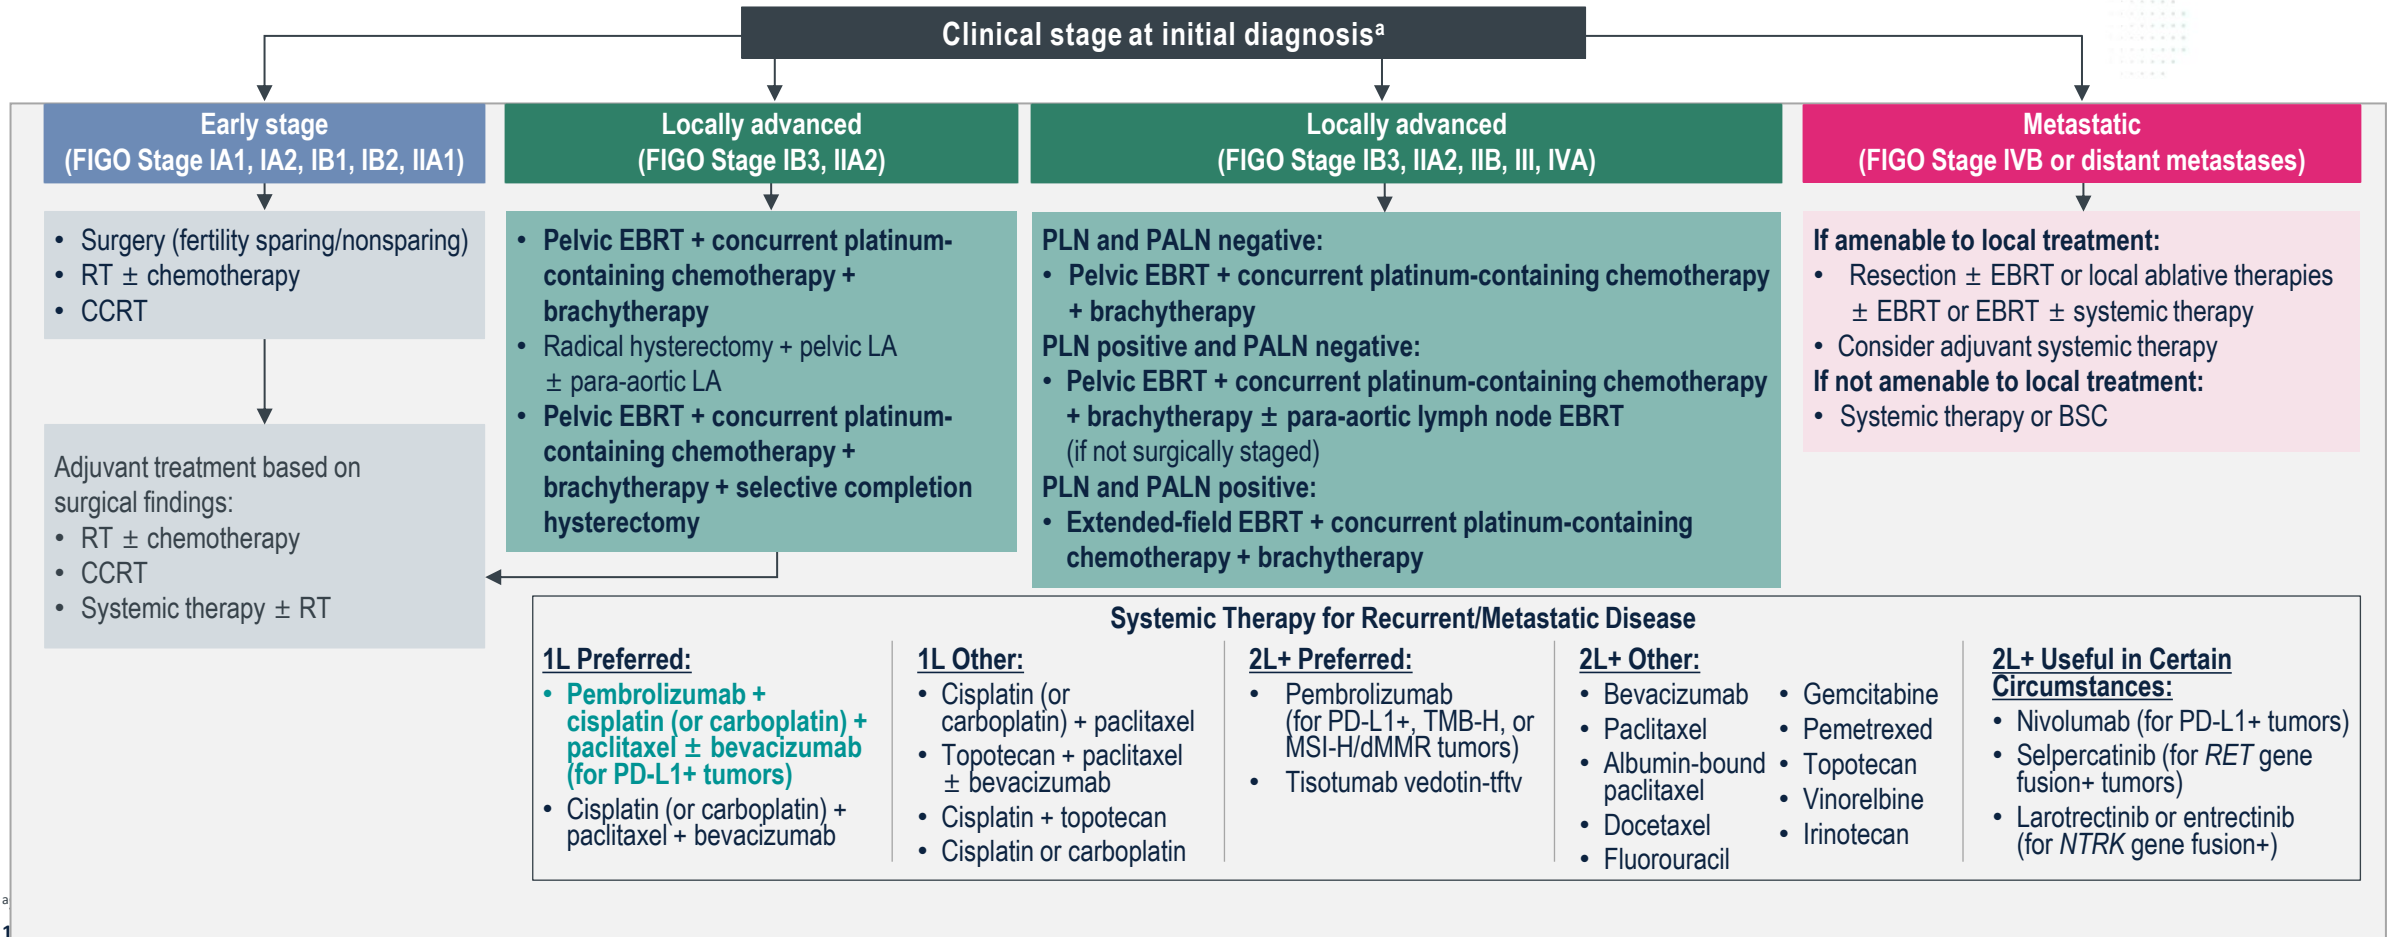 Clinical stage at initial diagnosisᵃ
Early stage
(FIGO Stage IA1, IA2, IB1, IB2, IIA1)
• Surgery (fertility sparing/nonsparing)
• RT ± chemotherapy
• CCRT
Adjuvant treatment based on
surgical findings:
• RT ± chemotherapy
• CCRT
• Systemic therapy ± RT
Locally advanced
(FIGO Stage IB3, IIA2)
• Pelvic EBRT + concurrent platinum-
containing chemotherapy +
brachytherapy
• Radical hysterectomy + pelvic LA
± para-aortic LA
• Pelvic EBRT + concurrent platinum-
containing chemotherapy +
brachytherapy + selective completion
hysterectomy
Locally advanced
(FIGO Stage IB3, IIA2, IIB, III, IVA)
PLN and PALN negative:
• Pelvic EBRT + concurrent platinum-containing chemotherapy
+ brachytherapy
PLN positive and PALN negative:
• Pelvic EBRT + concurrent platinum-containing chemotherapy
+ brachytherapy ± para-aortic lymph node EBRT
(if not surgically staged)
PLN and PALN positive:
• Extended-field EBRT + concurrent platinum-containing
chemotherapy + brachytherapy
Metastatic
(FIGO Stage IVB or distant metastases)
If amenable to local treatment:
• Resection ± EBRT or local ablative therapies
± EBRT or EBRT ± systemic therapy
• Consider adjuvant systemic therapy
If not amenable to local treatment:
• Systemic therapy or BSC
Systemic Therapy for Recurrent/Metastatic Disease
1L Preferred:
• Pembrolizumab +
cisplatin (or carboplatin) +
paclitaxel ± bevacizumab
(for PD-L1+ tumors)
• Cisplatin (or carboplatin) +
paclitaxel + bevacizumab
1L Other:
• Cisplatin (or
carboplatin) + paclitaxel
• Topotecan + paclitaxel
± bevacizumab
• Cisplatin + topotecan
• Cisplatin or carboplatin
2L+ Preferred:
• Pembrolizumab
(for PD-L1+, TMB-H, or
MSI-H/dMMR tumors)
• Tisotumab vedotin-tftv
2L+ Other:
• Bevacizumab
• Paclitaxel
• Albumin-bound
paclitaxel
• Docetaxel
• Fluorouracil
• Gemcitabine
• Pemetrexed
• Topotecan
• Vinorelbine
• Irinotecan
2L+ Useful in Certain
Circumstances:
• Nivolumab (for PD-L1+ tumors)
• Selpercatinib (for RET gene
fusion+ tumors)
• Larotrectinib or entrectinib
(for NTRK gene fusion+)
a
1